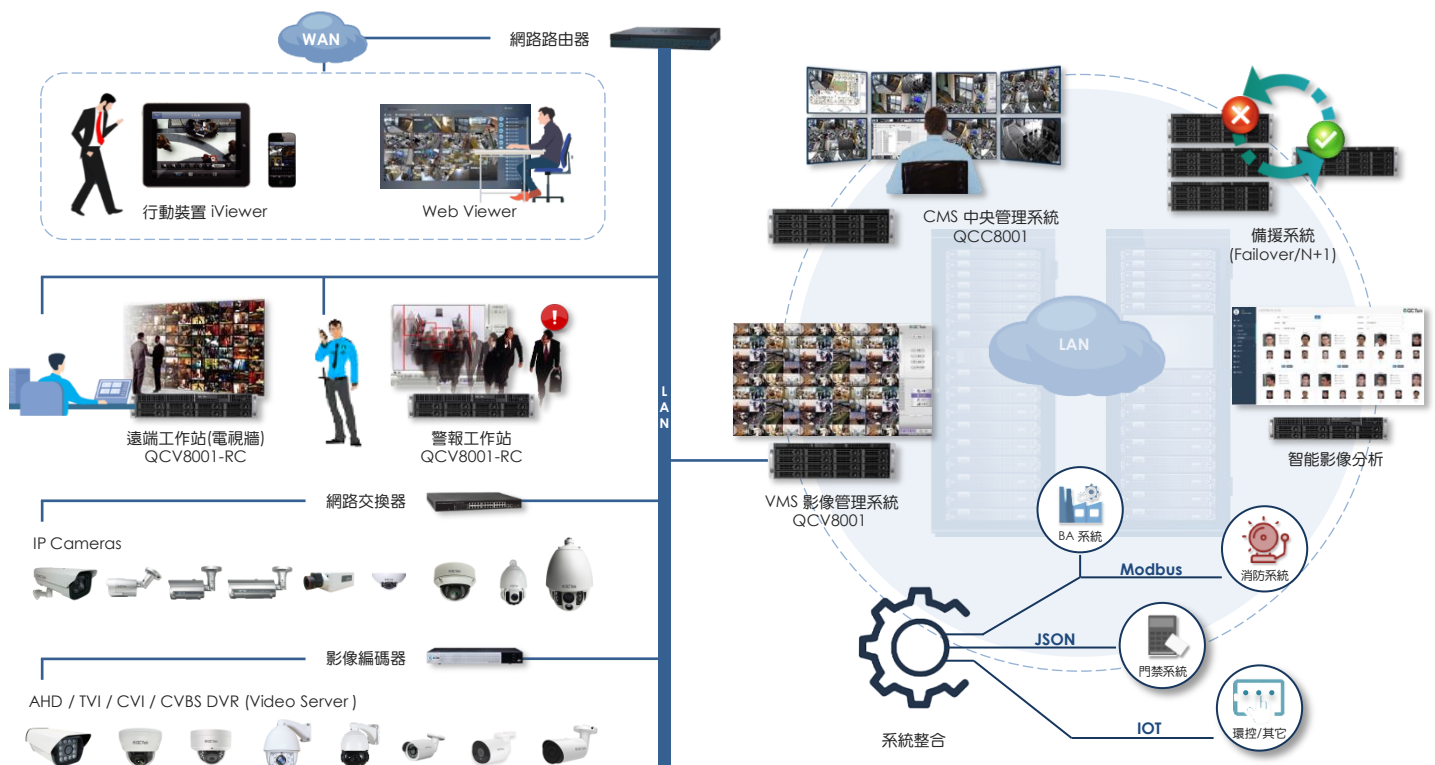 WAN
網路路由器
行動裝置 iViewer
Web Viewer
CMS 中央管理系統
QCC8001
備援系統
(Failover/N+1)
LAN
LAN
遠端工作站(電視牆)
QCV8001-RC
警報工作站
QCV8001-RC
VMS 影像管理系統
QCV8001
智能影像分析
網路交換器
IP Cameras
BA 系統
Modbus
消防系統
JSON
門禁系統
IOT
環控/其它
系統整合
影像編碼器
AHD / TVI / CVI / CVBS DVR (Video Server )